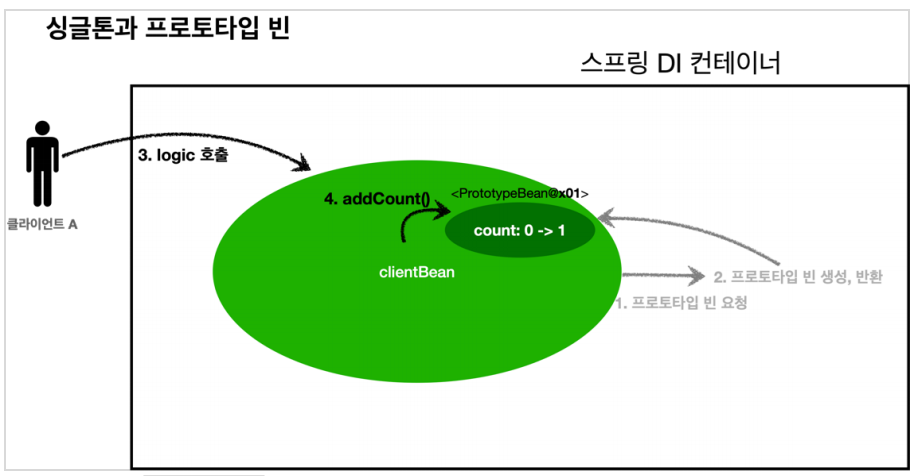 싱글톤과 프로토타입 빈
스프링 DI 컨테이너
3. logic 호출
클라이언트 A
4. addCount()
<PrototypeBean@x01>
count: 0 -> 1
clientBean
2. 프로토타입 빈 생성, 반환
1. 프로토타입 빈 요청